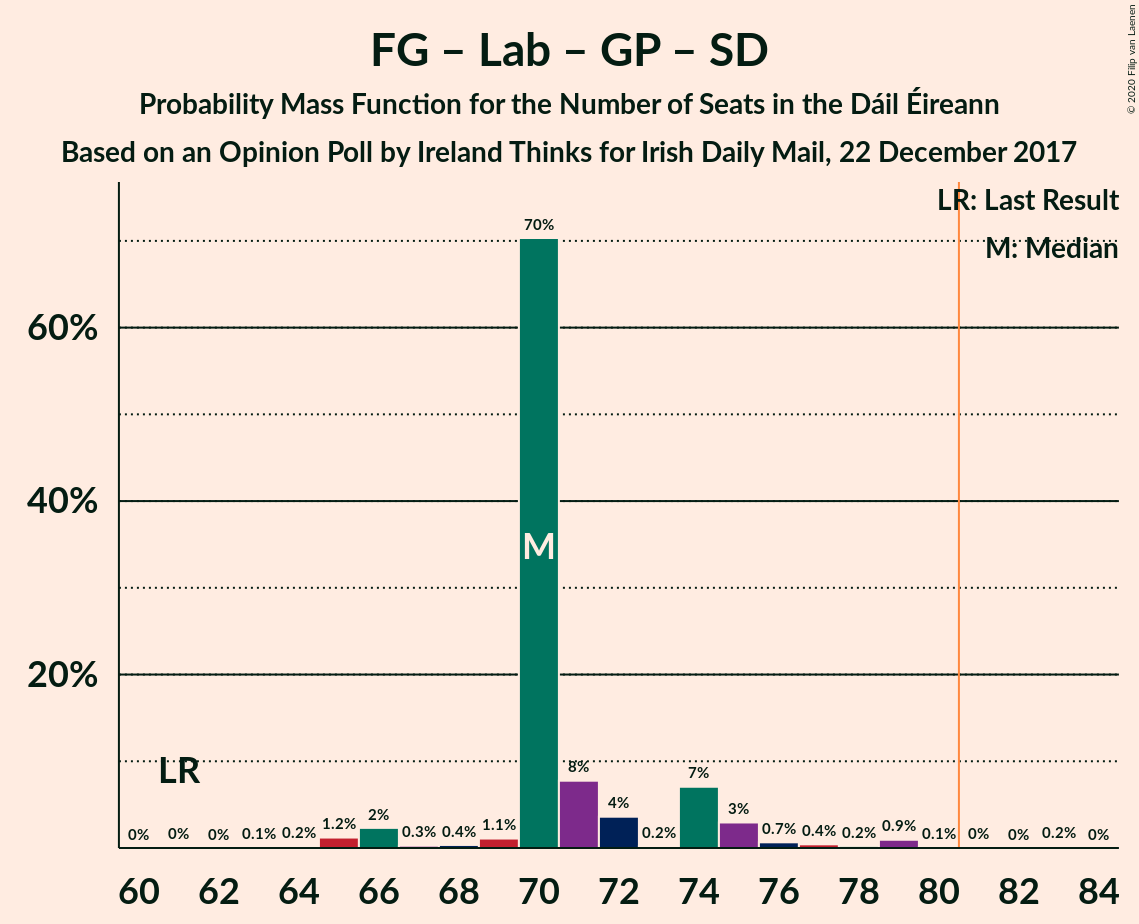 FG – Lab – GP – SD
Probability Mass Function for the Number of Seats in the Dáil Éireann
Based on an Opinion Poll by Ireland Thinks for Irish Daily Mail, 22 December 2017
© 2020 Filip van Laenen
LR: Last Result
M: Median
60%
40%
20%
LR
M
0% 0% 0% 0.1% 0.2% 1.2% 2% 0.3% 0.4% 1.1% 70% 8% 4% 0.2% 7% 3% 0.7% 0.4% 0.2% 0.9% 0.1% 0% 0% 0.2% 0%
60 62 64 66 68 70 72 74 76 78 80 82 84